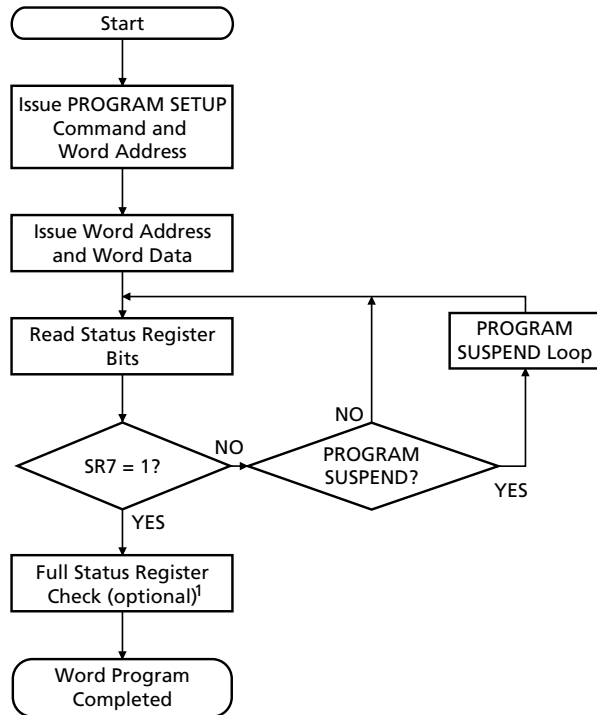 Start
Issue PROGRAM SETUP
Command and
Word Address
Issue Word Address
and Word Data
Read Status Register
Bits
PROGRAM
SUSPEND Loop
SR7 = 1?
NO
PROGRAM
SUSPEND?
NO
YES
YES
Full Status Register
Check (optional)1
Word Program
Completed